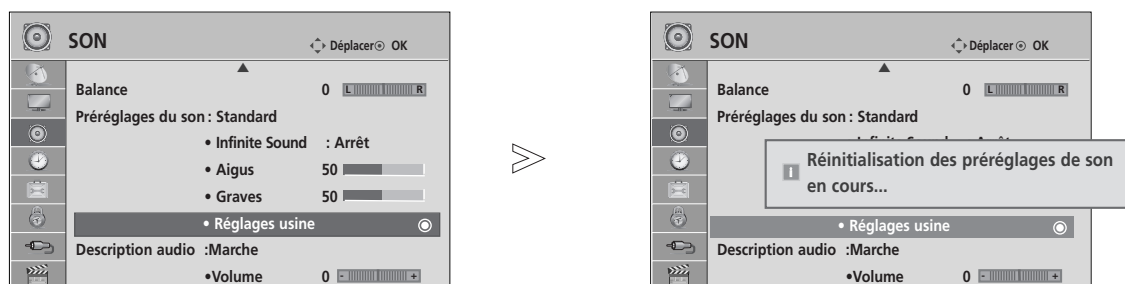 SON
Déplacer OK
Balance 0 L R
Préréglages du son : Standard
• Infinite Sound : Arrêt
• Aigus 50
• Graves 50
• Réglages usine
Description audio :Marche
•Volume 0 - +
SON
Déplacer OK
Balance 0 L R
Préréglages du son : Standard
Réinitialisation des préréglages de son
en cours...
• Réglages usine
Description audio :Marche
•Volume 0 - +